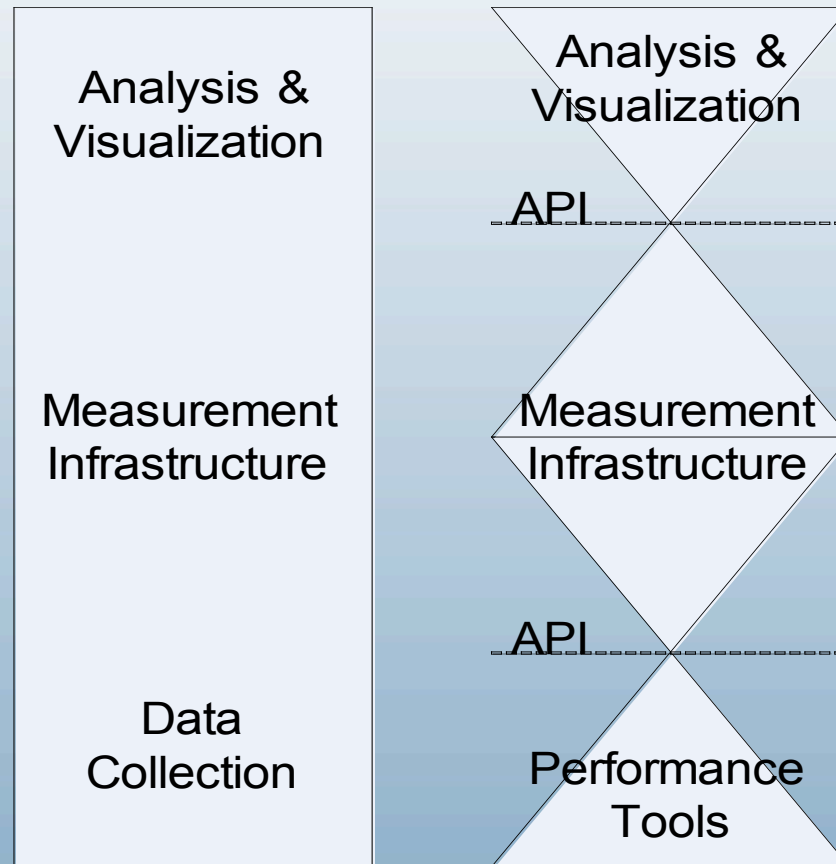 Analysis &
Visualization
Measurement
Infrastructure
Data
Collection
Analysis &
Visualization
API
Measurement
Infrastructure
API
Performance
Tools